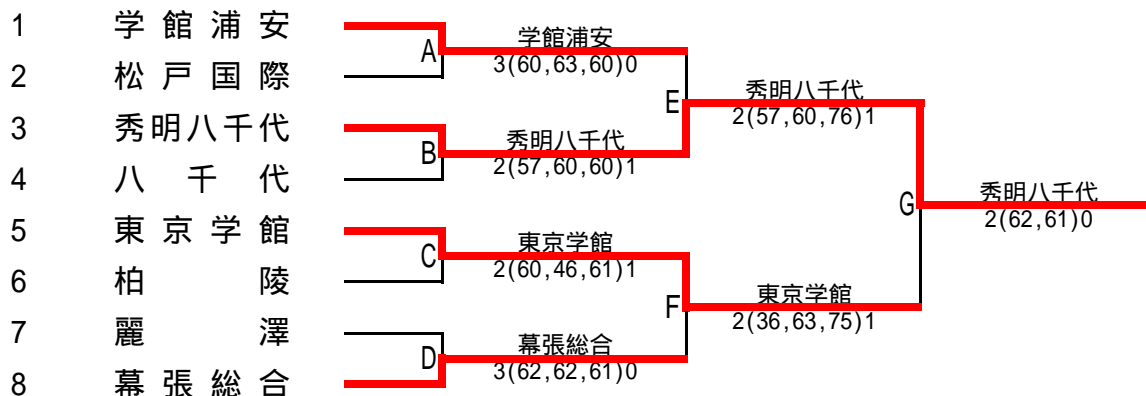 1 学館浦安
2 松戸国際
3 秀明八千代
4 八千代
5 東京学館
6 柏陵
7 麗澤
8 幕張総合
A
学館浦安
3(60,63,60)0
B
秀明八千代
2(57,60,60)1
C
東京学館
2(60,46,61)1
D
幕張総合
3(62,62,61)0
E
秀明八千代
2(57,60,76)1
F
東京学館
2(36,63,75)1
G
秀明八千代
2(62,61)0